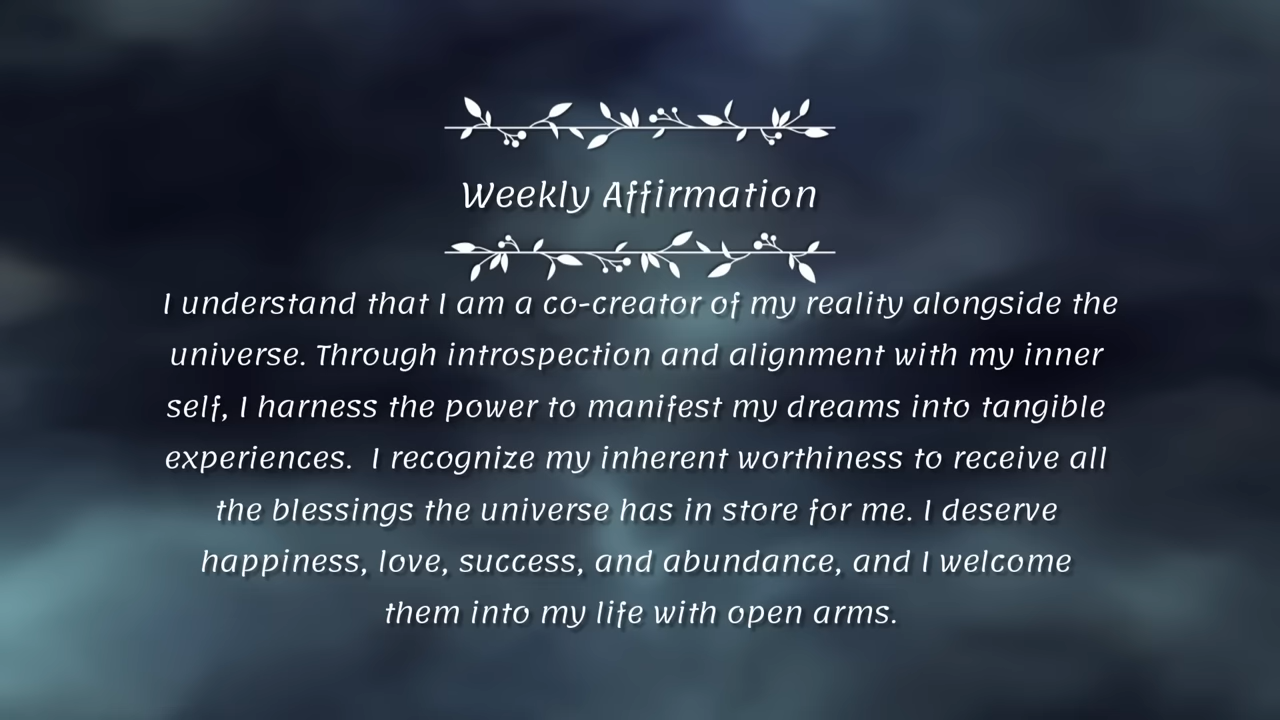 Weekly Affirmation
I understand that I am a co-creator of my reality alongside the
universe. Through introspection and alignment with my inner
self, I harness the power to manifest my dreams into tangible
experiences.  I recognize my inherent worthiness to receive all
the blessings the universe has in store for me. I deserve
happiness, love, success, and abundance, and I welcome
them into my life with open arms.